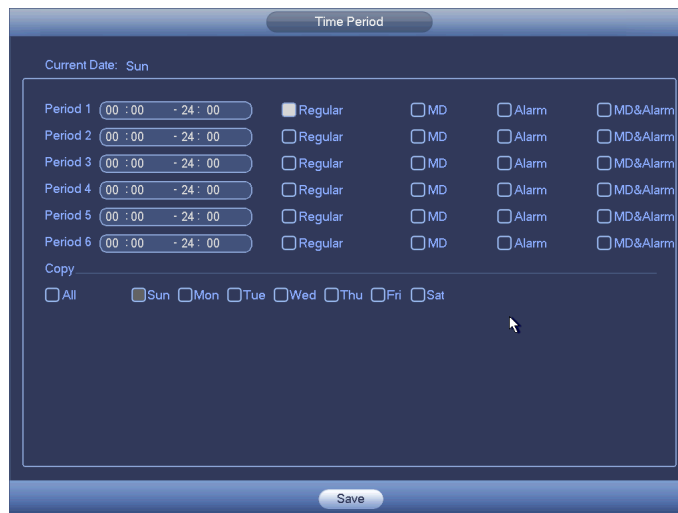 Time Period
Current Date: Sun
Period 1 00 : 00 - 24 : 00 Regular MD Alarm MD&Alarm
Period 2 00 : 00 - 24 : 00 Regular MD Alarm MD&Alarm
Period 3 00 : 00 - 24 : 00 Regular MD Alarm MD&Alarm
Period 4 00 : 00 - 24 : 00 Regular MD Alarm MD&Alarm
Period 5 00 : 00 - 24 : 00 Regular MD Alarm MD&Alarm
Period 6 00 : 00 - 24 : 00 Regular MD Alarm MD&Alarm
Copy
All Sun Mon Tue Wed Thu Fri Sat
Save